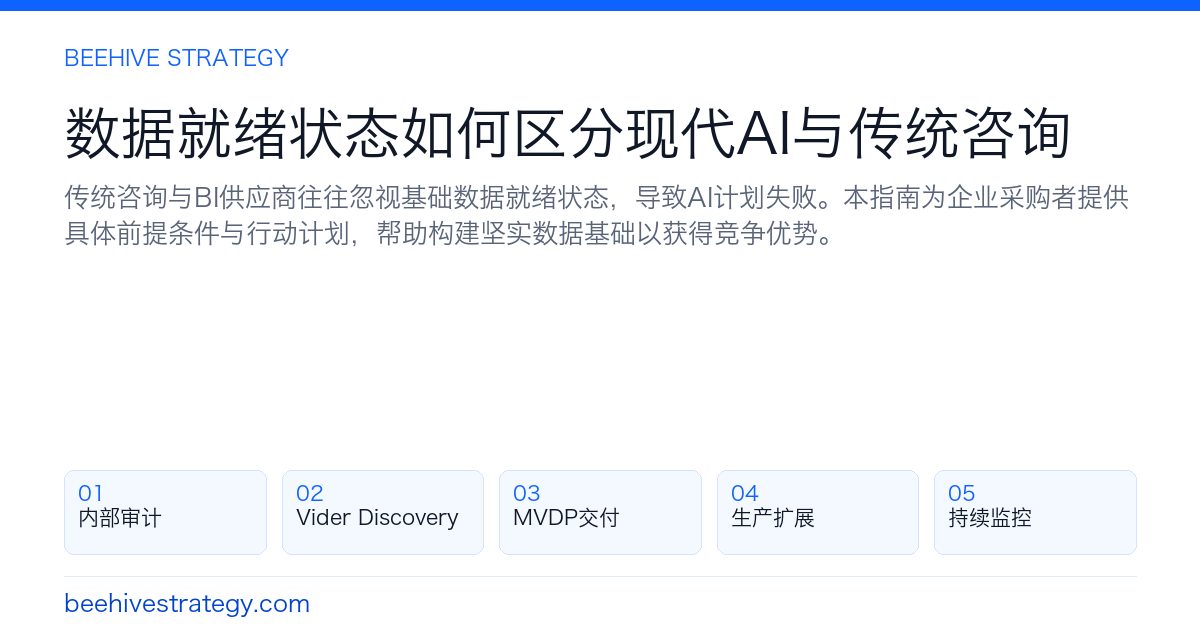 BEEHIVE STRATEGY
数据就绪状态如何区分现代AI与传统咨询
传统咨询与BI供应商往往忽视基础数据就绪状态，导致AI计划失败。本指南为企业采购者提供
具体前提条件与行动计划，帮助构建坚实数据基础以获得竞争优势。
01
内部审计
02
Vider Discovery
03
MVDP交付
04
生产扩展
05
持续监控
beehivestrategy.com